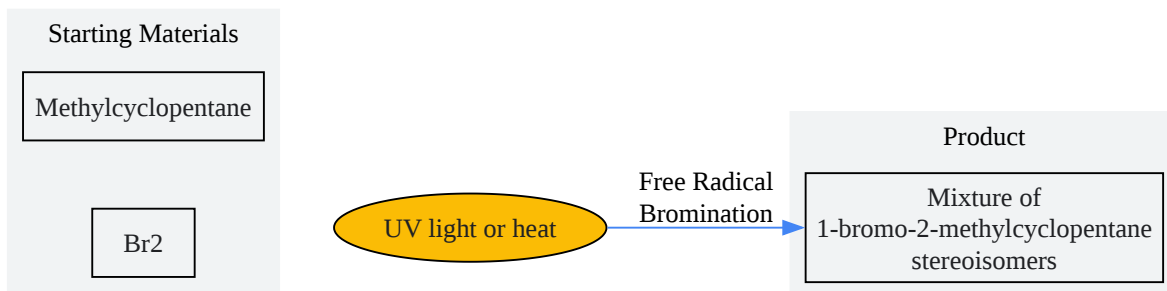 Starting Materials
Methylcyclopentane
Br2
UV light or heat
Free Radical
Bromination
Product
Mixture of
1-bromo-2-methylcyclopentane
stereoisomers